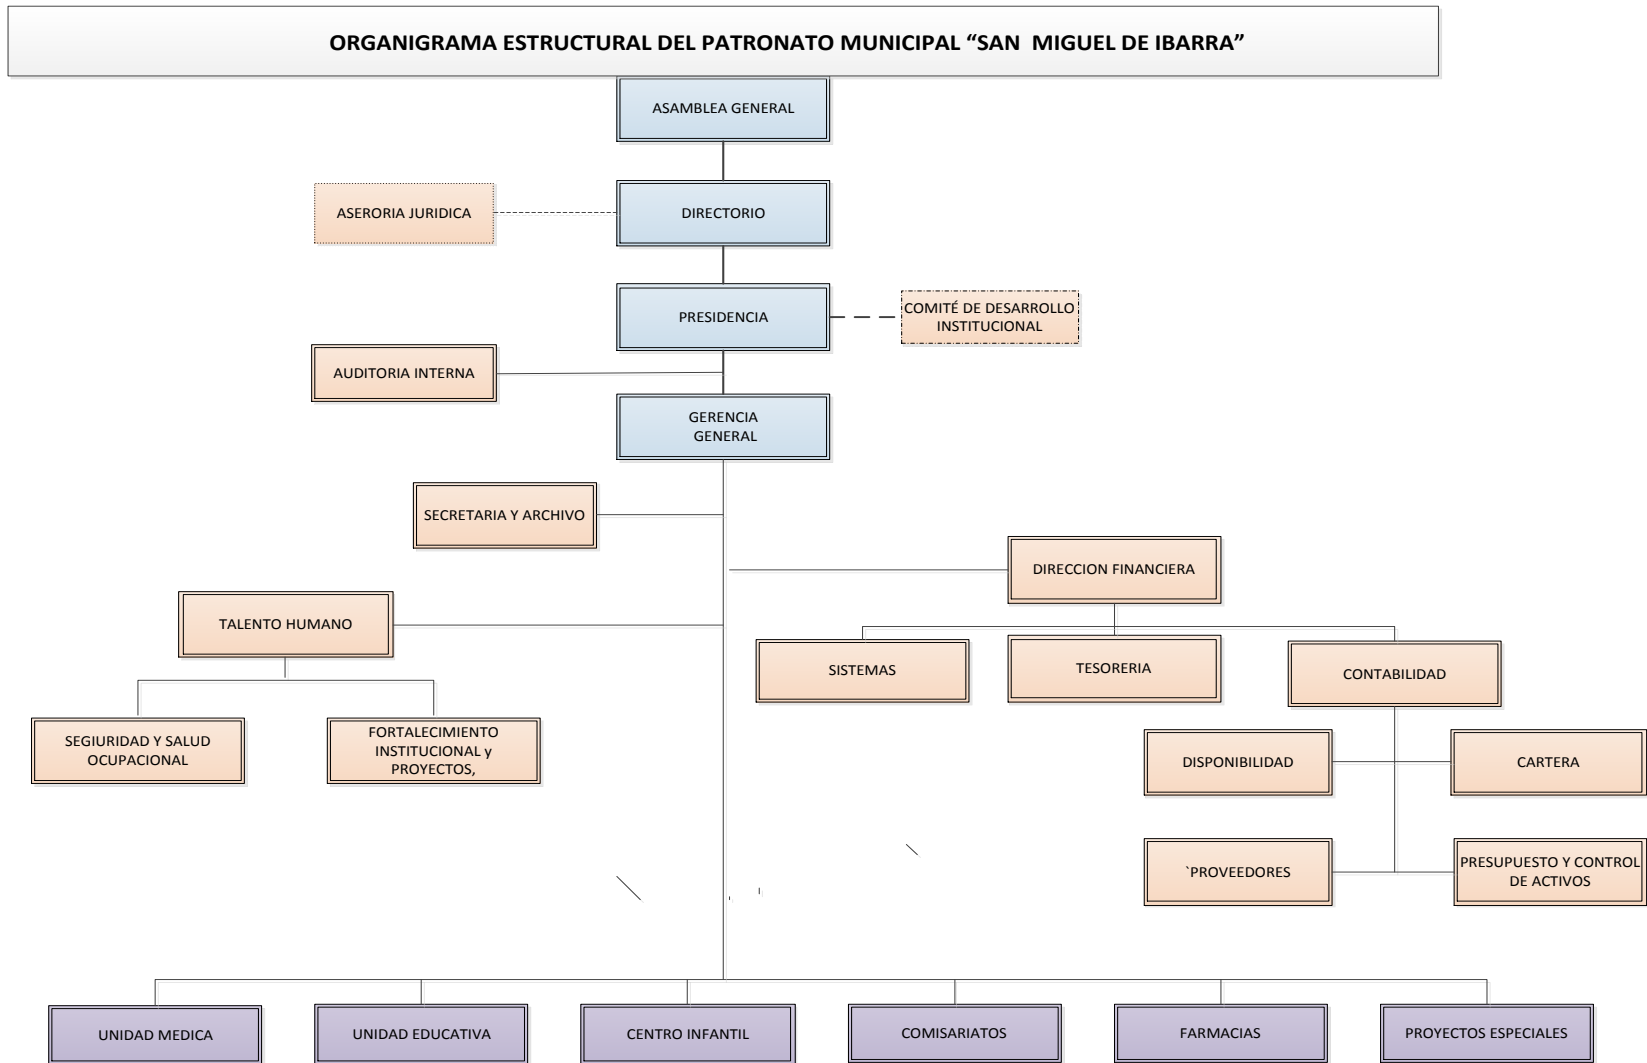 ORGANIGRAMA ESTRUCTURAL DEL PATRONATO MUNICIPAL “SAN MIGUEL DE IBARRA”
ASAMBLEA GENERAL
ASERORIA JURIDICA
DIRECTORIO
PRESIDENCIA
COMITÉ DE DESARROLLO
INSTITUCIONAL
AUDITORIA INTERNA
GERENCIA
GENERAL
SECRETARIA Y ARCHIVO
DIRECCION FINANCIERA
TALENTO HUMANO
SISTEMAS
TESORERIA
CONTABILIDAD
SEGIURIDAD Y SALUD
OCUPACIONAL
FORTALECIMIENTO
INSTITUCIONAL y
PROYECTOS,
DISPONIBILIDAD
CARTERA
`PROVEEDORES
PRESUPUESTO Y CONTROL
DE ACTIVOS
UNIDAD MEDICA
UNIDAD EDUCATIVA
CENTRO INFANTIL
COMISARIATOS
FARMACIAS
PROYECTOS ESPECIALES